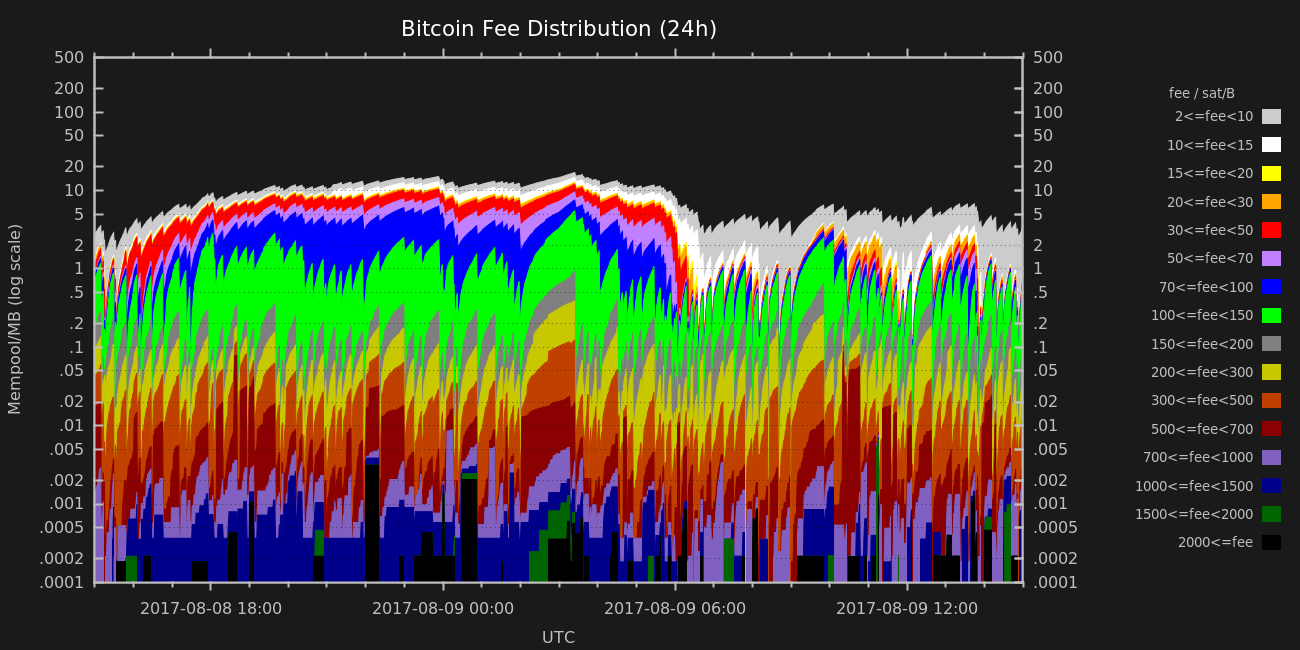 Bitcoin Fee Distribution (24h)
500
200
100
50
20
10
5
2
1
.5
.2
.1
.05
.02
.01
.005
.002
.001
.0005
.0002
.0001
Mempool/MB (log scale)
500
200
100
50
20
10
5
2
1
.5
.2
.1
.05
.02
.01
.005
.002
.001
.0005
.0002
.0001
2017-08-08 18:00
2017-08-09 00:00
2017-08-09 06:00
2017-08-09 12:00
UTC
fee / sat/B
2<=fee<10
10<=fee<15
15<=fee<20
20<=fee<30
30<=fee<50
50<=fee<70
70<=fee<100
100<=fee<150
150<=fee<200
200<=fee<300
300<=fee<500
500<=fee<700
700<=fee<1000
1000<=fee<1500
1500<=fee<2000
2000<=fee